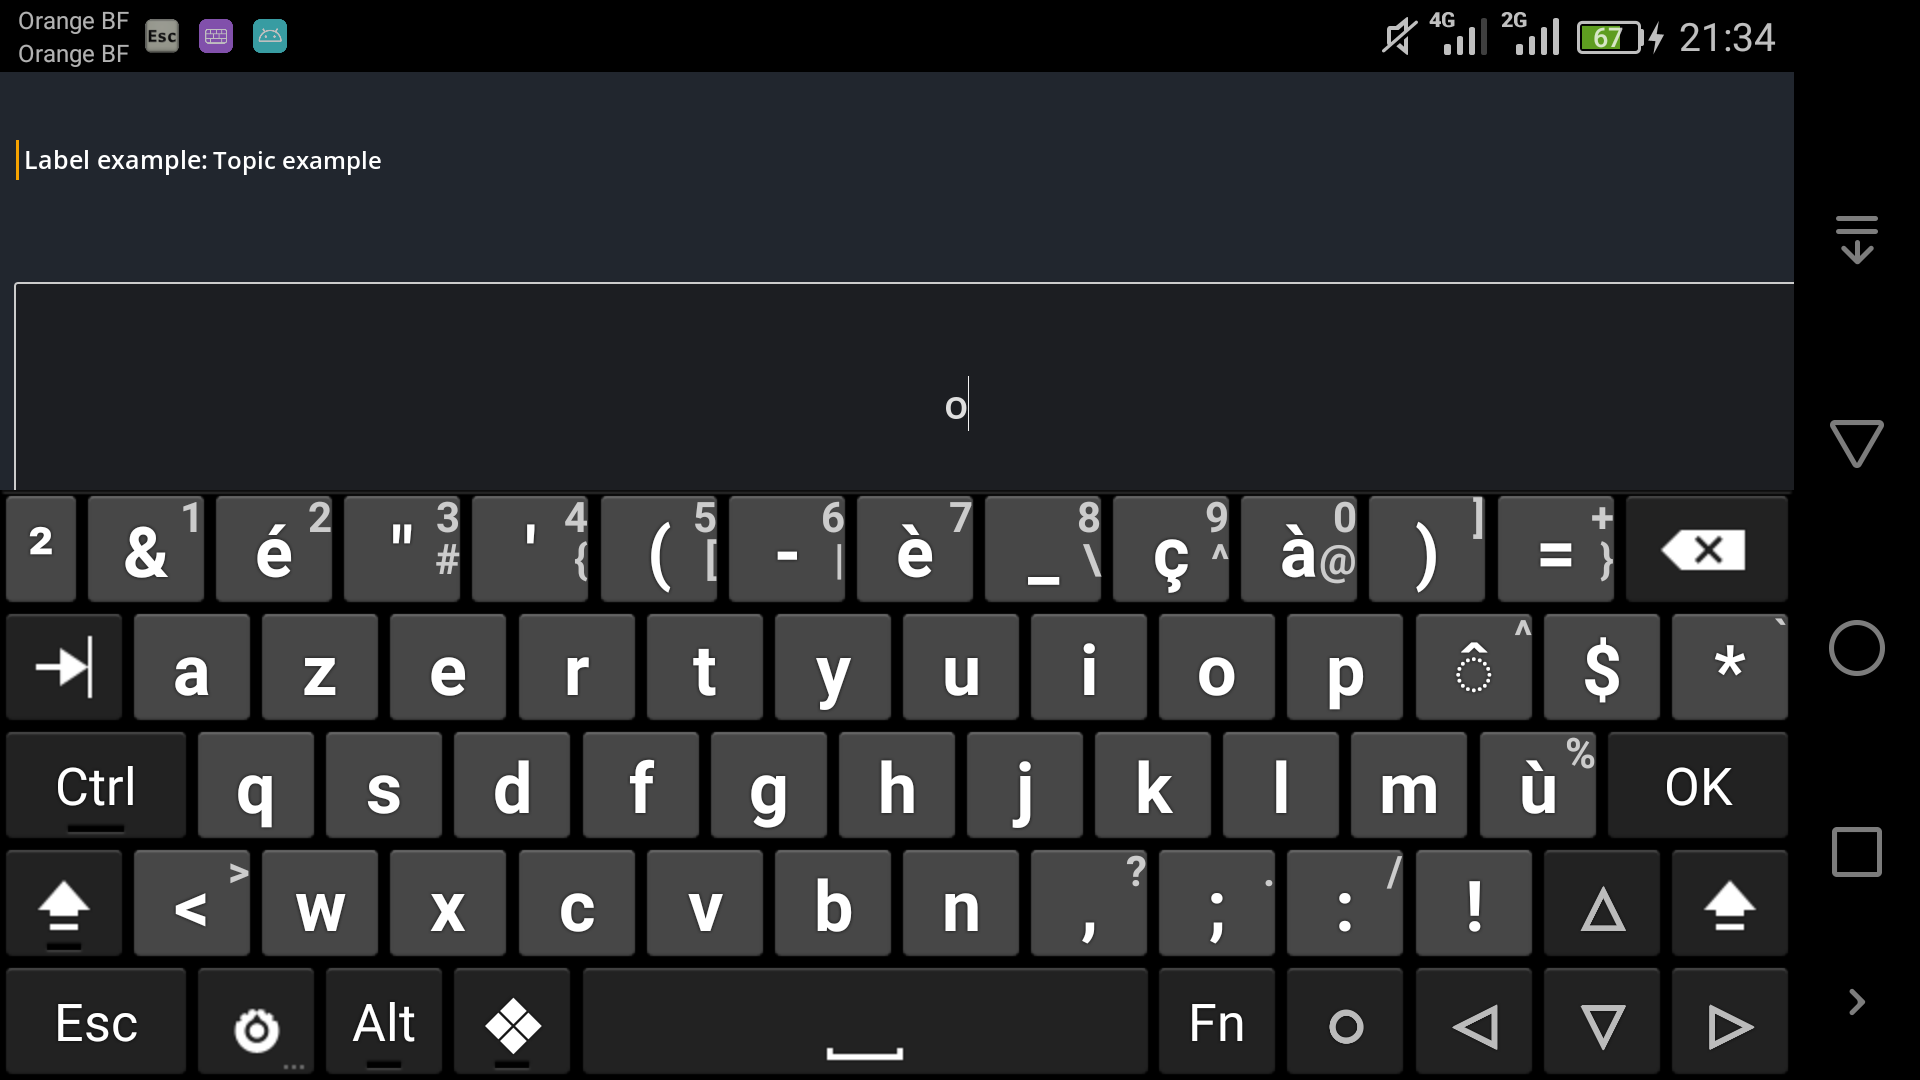 Orange BF
Orange BF
Esc
4G 2G 67 21:34
Label example: Topic example
o
² & 1 é 2 " 3 # ' 4 { ( 5 [ - 6 | è 7 _ 8 \ ç 9 ^ à 0 @ ) ] = + }
a z e r t y u i o p ◌̂ ^ $ * `
Ctrl q s d f g h j k l m ù % OK
< > w x c v b n , ? ; . : / !
Esc ... Alt Fn